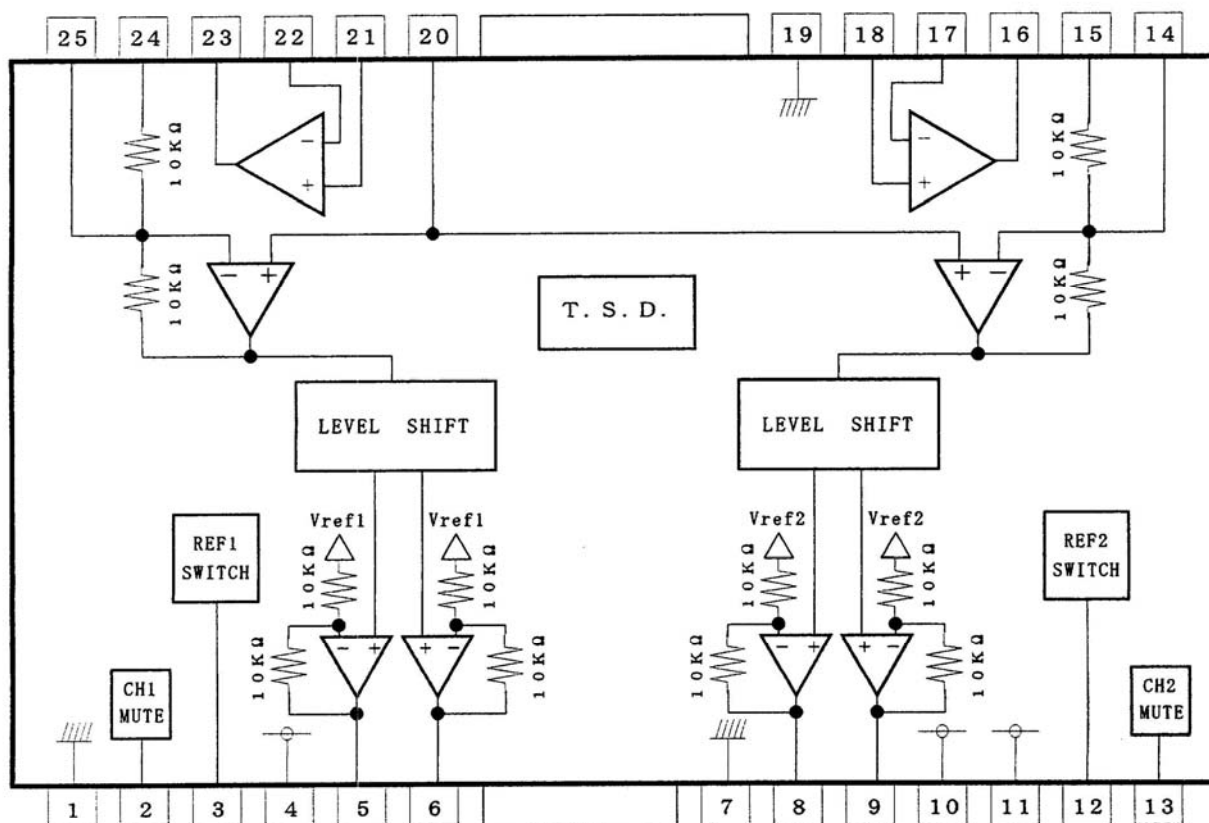 25 24 23 22 21 20 19 18 17 16 15 14
10KΩ
10KΩ
- +
- +
10KΩ
10KΩ
- +
+ -
T. S. D.
LEVEL SHIFT
LEVEL SHIFT
REF1
SWITCH
Vref1
Vref1
Vref2
Vref2
REF2
SWITCH
10KΩ
10KΩ
10KΩ
10KΩ
- +
+ -
- +
+ -
10KΩ
10KΩ
10KΩ
10KΩ
CH1
MUTE
CH2
MUTE
1 2 3 4 5 6 7 8 9 10 11 12 13